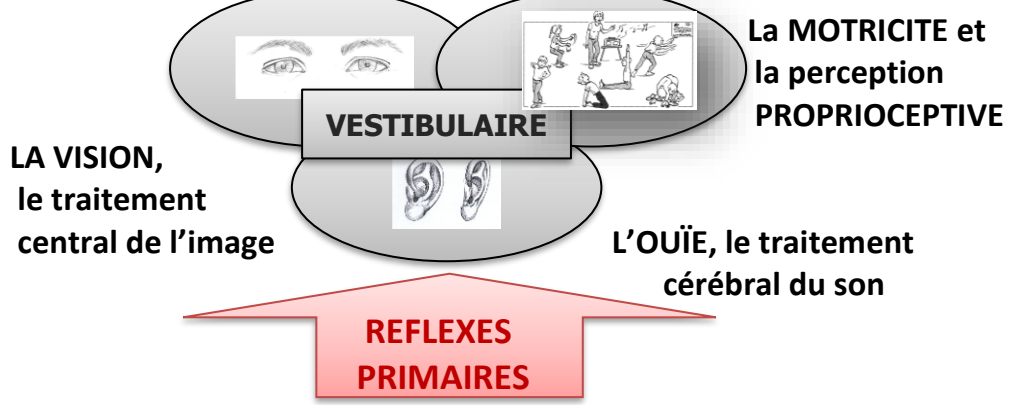 La MOTRICITE et
la perception
PROPRIOCEPTIVE
VESTIBULAIRE
LA VISION,
le traitement
central de l’image
L’OUÏE, le traitement
cérébral du son
REFLEXES
PRIMAIRES